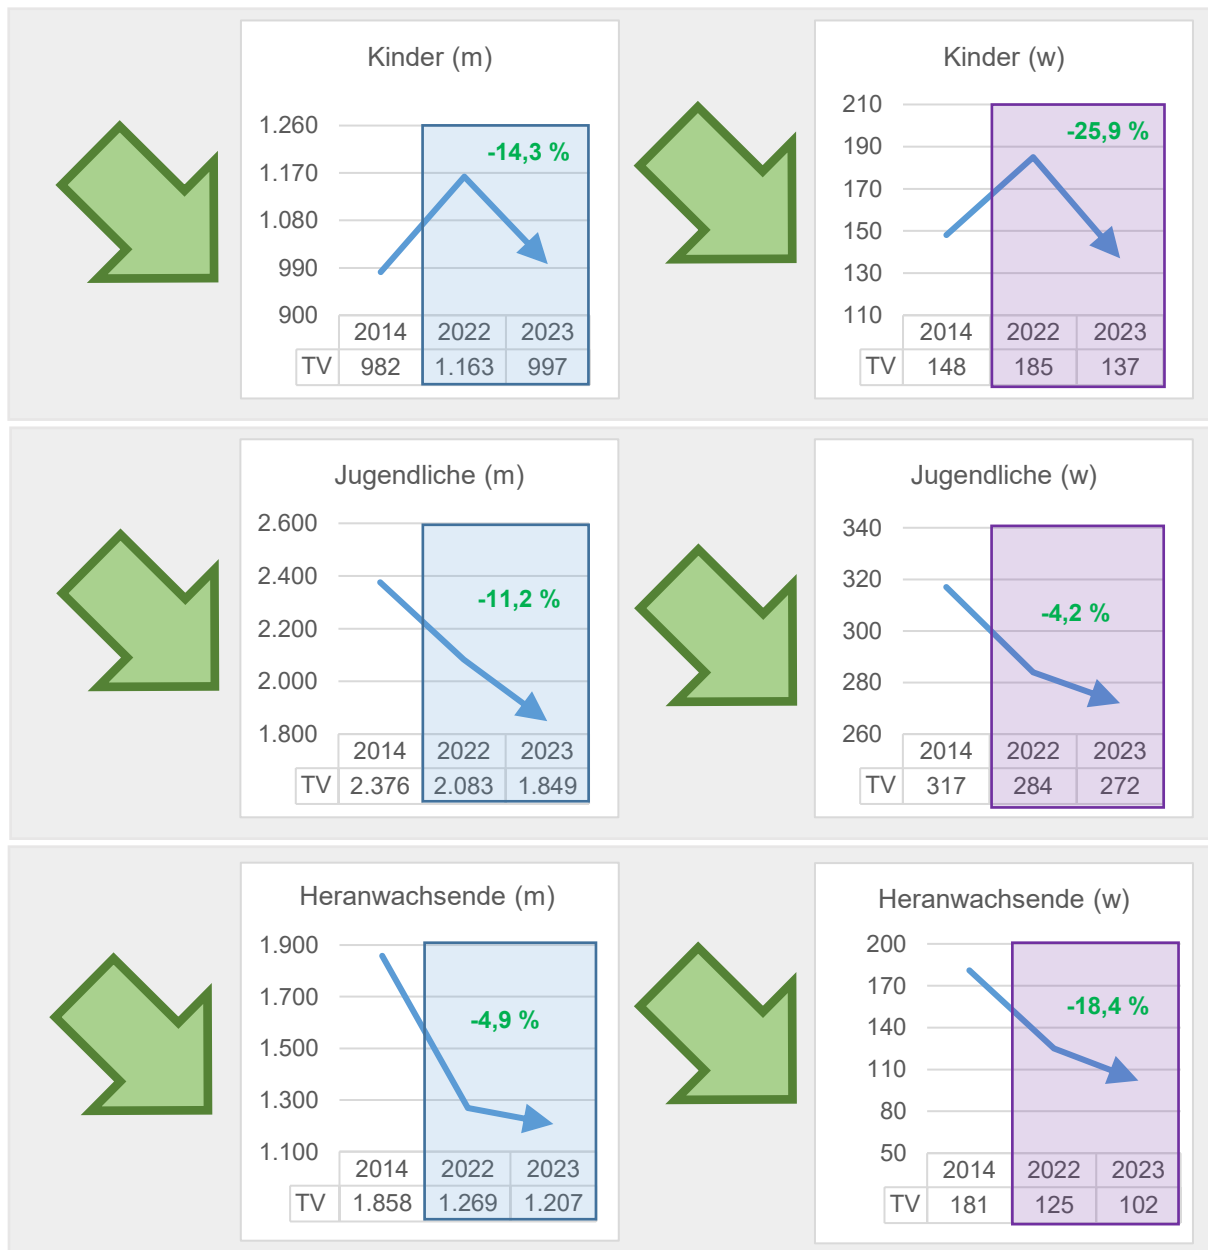 Kinder (m)
1.260
1.170
1.080
990
900
-14,3 %
2014 2022 2023
TV 982 1.163 997
Kinder (w)
210
190
170
150
130
110
-25,9 %
2014 2022 2023
TV 148 185 137
Jugendliche (m)
2.600
2.400
2.200
2.000
1.800
-11,2 %
2014 2022 2023
TV 2.376 2.083 1.849
Jugendliche (w)
340
320
300
280
260
-4,2 %
2014 2022 2023
TV 317 284 272
Heranwachsende (m)
1.900
1.700
1.500
1.300
1.100
-4,9 %
2014 2022 2023
TV 1.858 1.269 1.207
Heranwachsende (w)
200
170
140
110
80
50
-18,4 %
2014 2022 2023
TV 181 125 102